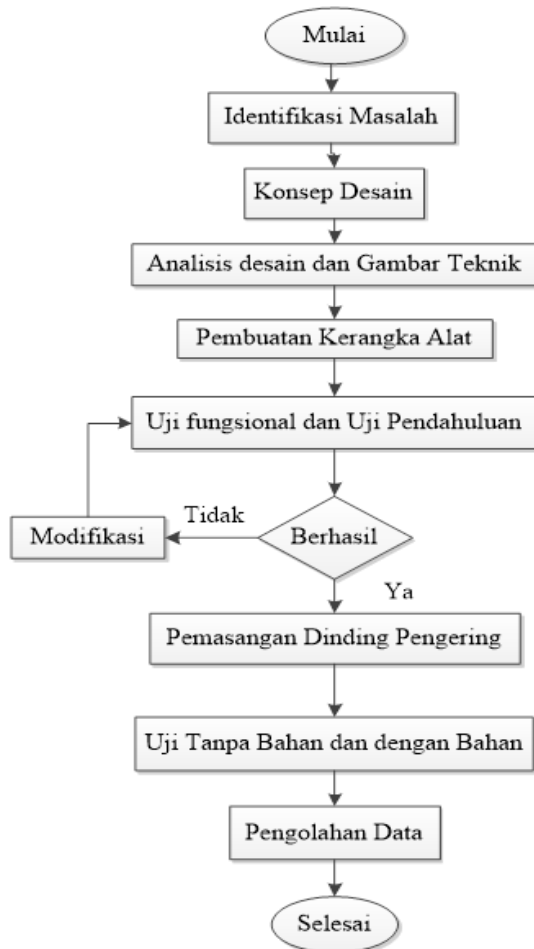 Mulai
Identifikasi Masalah
Konsep Desain
Analisis desain dan Gambar Teknik
Pembuatan Kerangka Alat
Uji fungsional dan Uji Pendahuluan
Tidak
Modifikasi
Berhasil
Ya
Pemasangan Dinding Pengering
Uji Tanpa Bahan dan dengan Bahan
Pengolahan Data
Selesai